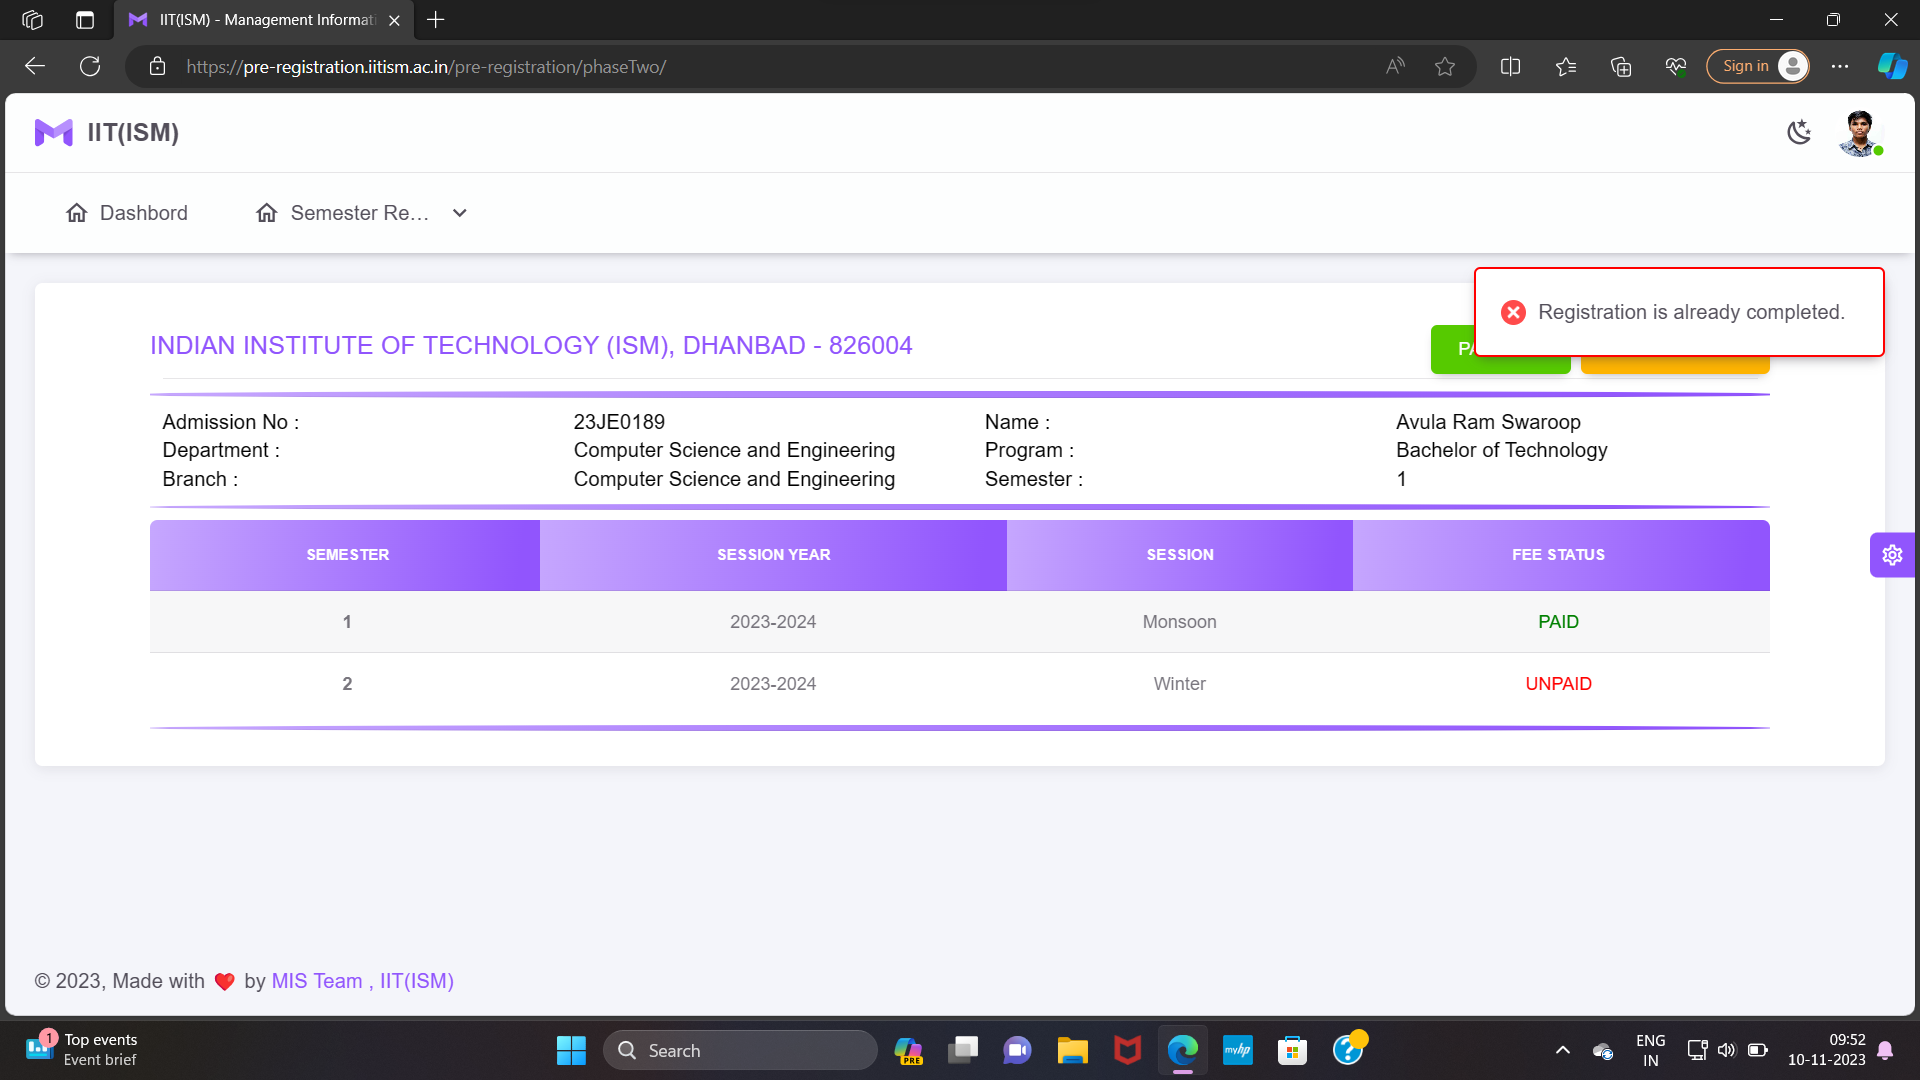 IIT(ISM) - Management Informati
https://pre-registration.iitism.ac.in/pre-registration/phaseTwo/
Sign in
IIT(ISM)
Dashbord
Semester Re...
Registration is already completed.
INDIAN INSTITUTE OF TECHNOLOGY (ISM), DHANBAD - 826004
Admission No : 23JE0189 Name : Avula Ram Swaroop
Department : Computer Science and Engineering Program : Bachelor of Technology
Branch : Computer Science and Engineering Semester : 1
SEMESTER SESSION YEAR SESSION FEE STATUS
1 2023-2024 Monsoon PAID
2 2023-2024 Winter UNPAID
© 2023, Made with ❤️ by MIS Team , IIT(ISM)
1
Top events
Event brief
Search
PRE
myhp
ENG
IN
09:52
10-11-2023